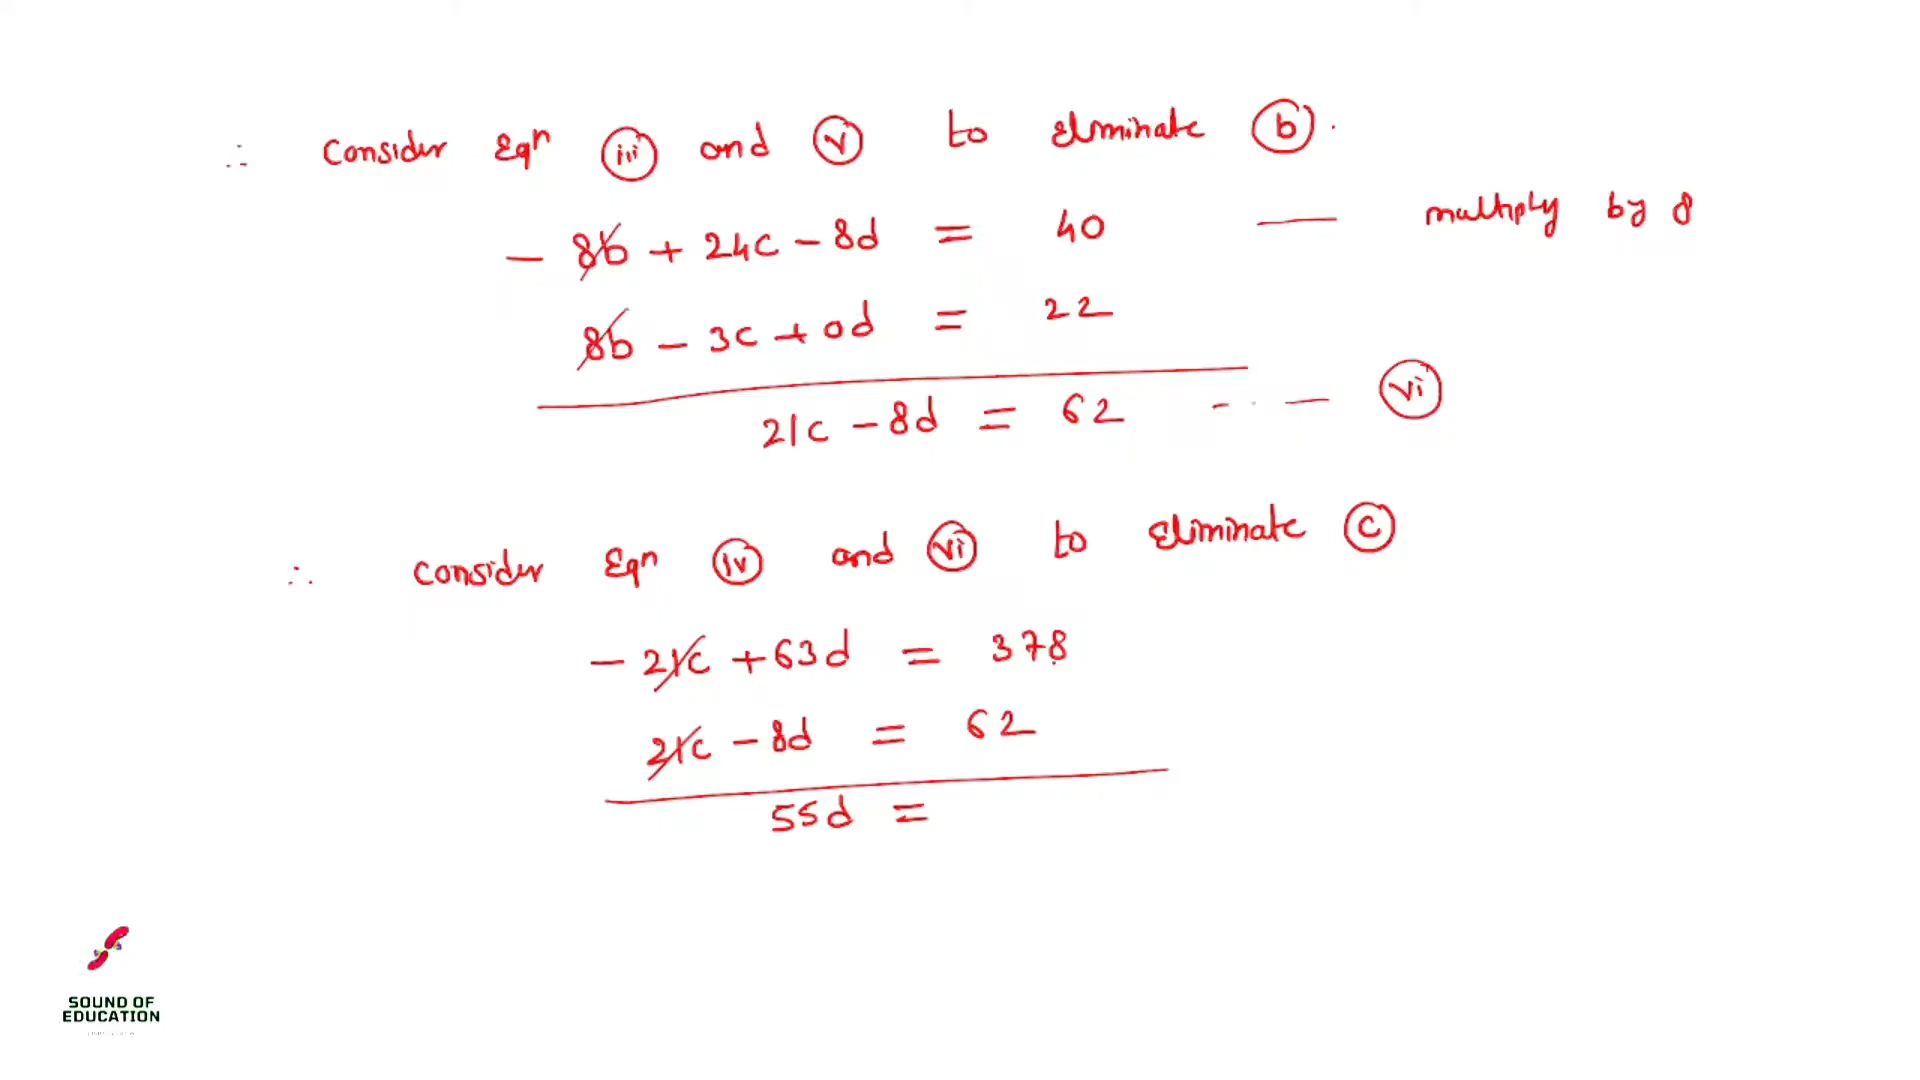 ∴ Consider Eqn (iii) and (v) to eliminate (b).
- 8b + 24c - 8d = 40 — multiply by 8
8b - 3c + 0d = 22
21c - 8d = 62 - - — (vi)
∴ Consider Eqn (iv) and (vi) to Eliminate (c)
- 21c + 63d = 378
21c - 8d = 62
55d =
SOUND OF
EDUCATION